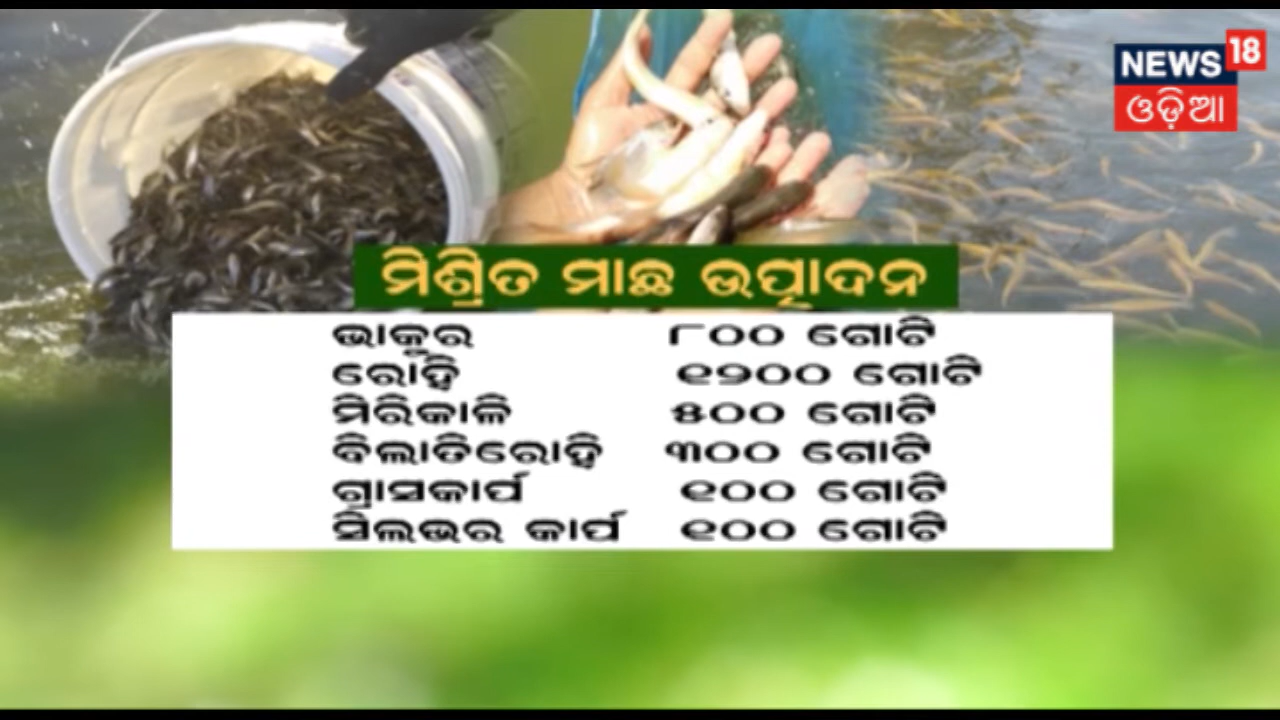 NEWS 18
ଓଡ଼ିଆ
ମିଶ୍ରିତ ମାଛ ଉତ୍ପାଦନ
ଭାକୁର ୮୦୦ ଗୋଟି
ରୋହି ୧୨୦୦ ଗୋଟି
ମିରିକାଳି ୫୦୦ ଗୋଟି
ବିଲାତିରୋହି ୩୦୦ ଗୋଟି
ଗ୍ରାସକାର୍ପ ୧୦୦ ଗୋଟି
ସିଲଭର କାର୍ପ ୧୦୦ ଗୋଟି